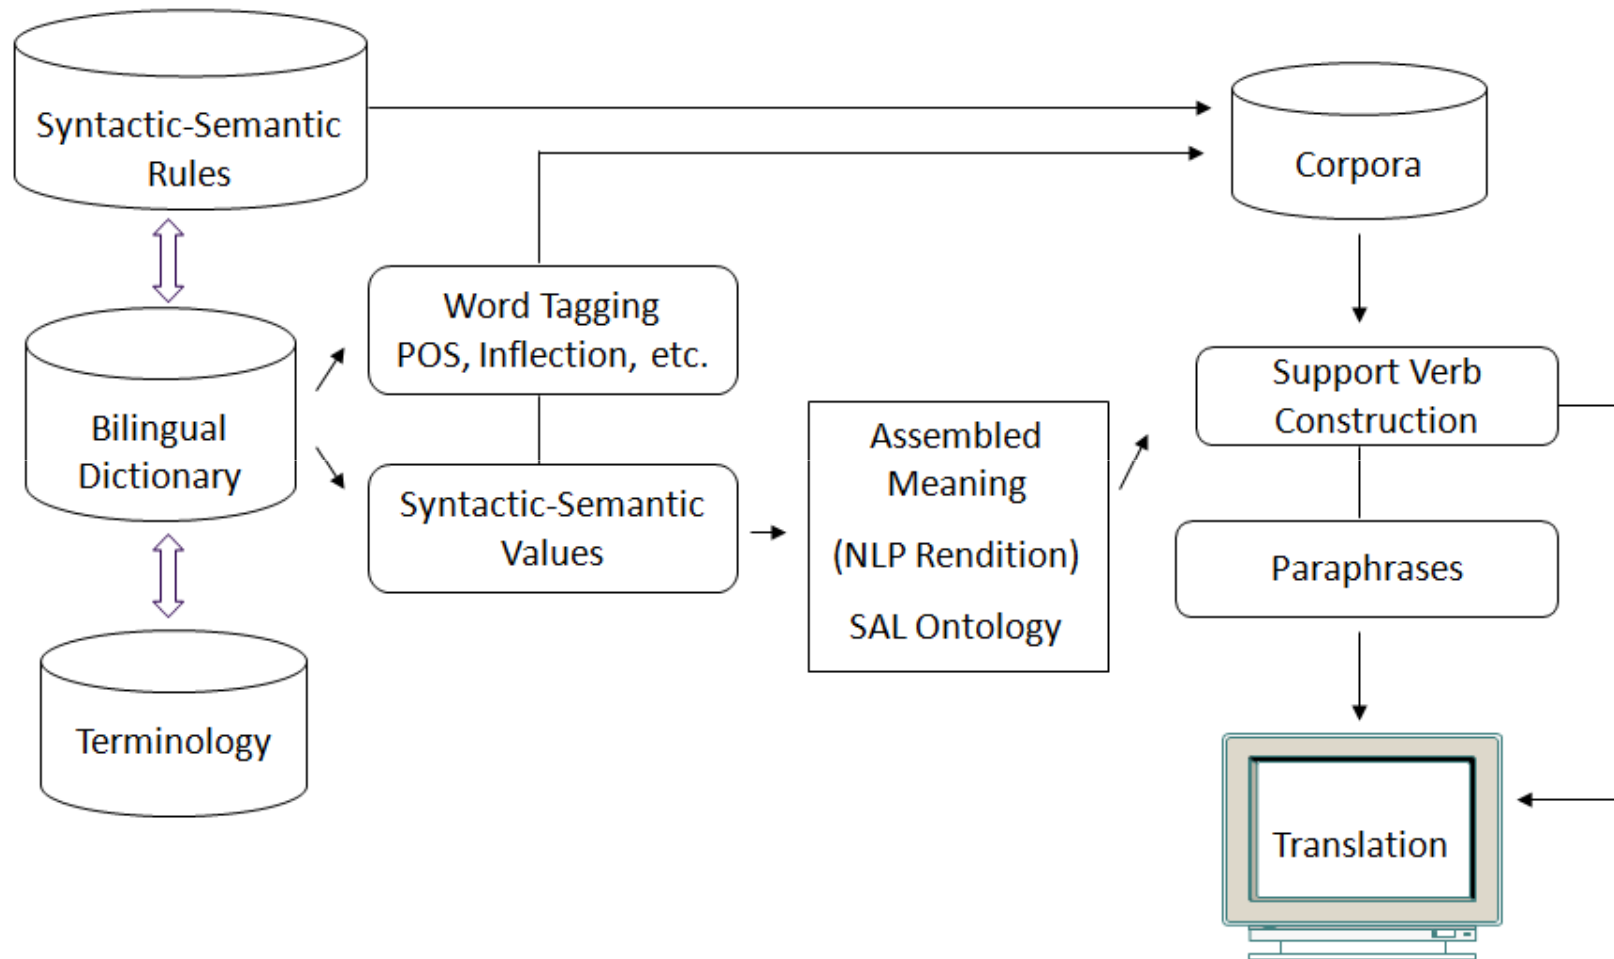 Syntactic-Semantic
Rules
Corpora
Word Tagging
POS, Inflection, etc.
Bilingual
Dictionary
Syntactic-Semantic
Values
Assembled
Meaning
(NLP Rendition)
SAL Ontology
Support Verb
Construction
Paraphrases
Terminology
Translation